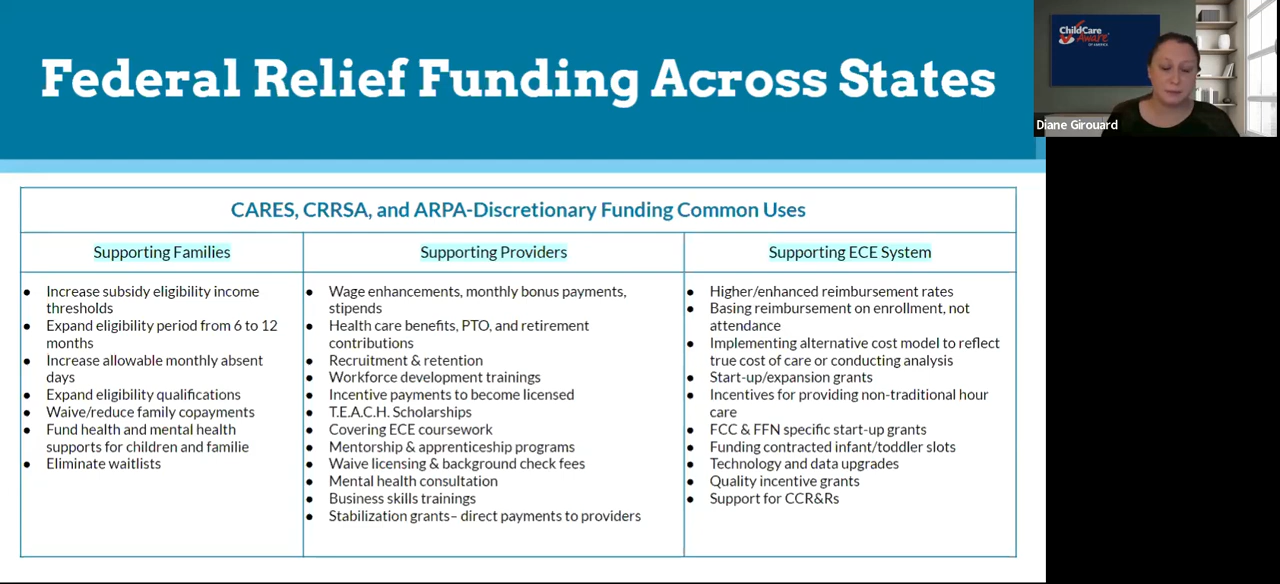 Federal Relief Funding Across States
ChildCare
Aware
OF AMERICA
Diane Girouard
CARES, CRRSA, and ARPA-Discretionary Funding Common Uses
Supporting Families
● Increase subsidy eligibility income
thresholds
● Expand eligibility period from 6 to 12
months
● Increase allowable monthly absent
days
● Expand eligibility qualifications
● Waive/reduce family copayments
● Fund health and mental health
supports for children and familie
● Eliminate waitlists
Supporting Providers
● Wage enhancements, monthly bonus payments,
stipends
● Health care benefits, PTO, and retirement
contributions
● Recruitment & retention
● Workforce development trainings
● Incentive payments to become licensed
● T.E.A.C.H. Scholarships
● Covering ECE coursework
● Mentorship & apprenticeship programs
● Waive licensing & background check fees
● Mental health consultation
● Business skills trainings
● Stabilization grants– direct payments to providers
Supporting ECE System
● Higher/enhanced reimbursement rates
● Basing reimbursement on enrollment, not
attendance
● Implementing alternative cost model to reflect
true cost of care or conducting analysis
● Start-up/expansion grants
● Incentives for providing non-traditional hour
care
● FCC & FFN specific start-up grants
● Funding contracted infant/toddler slots
● Technology and data upgrades
● Quality incentive grants
● Support for CCR&Rs